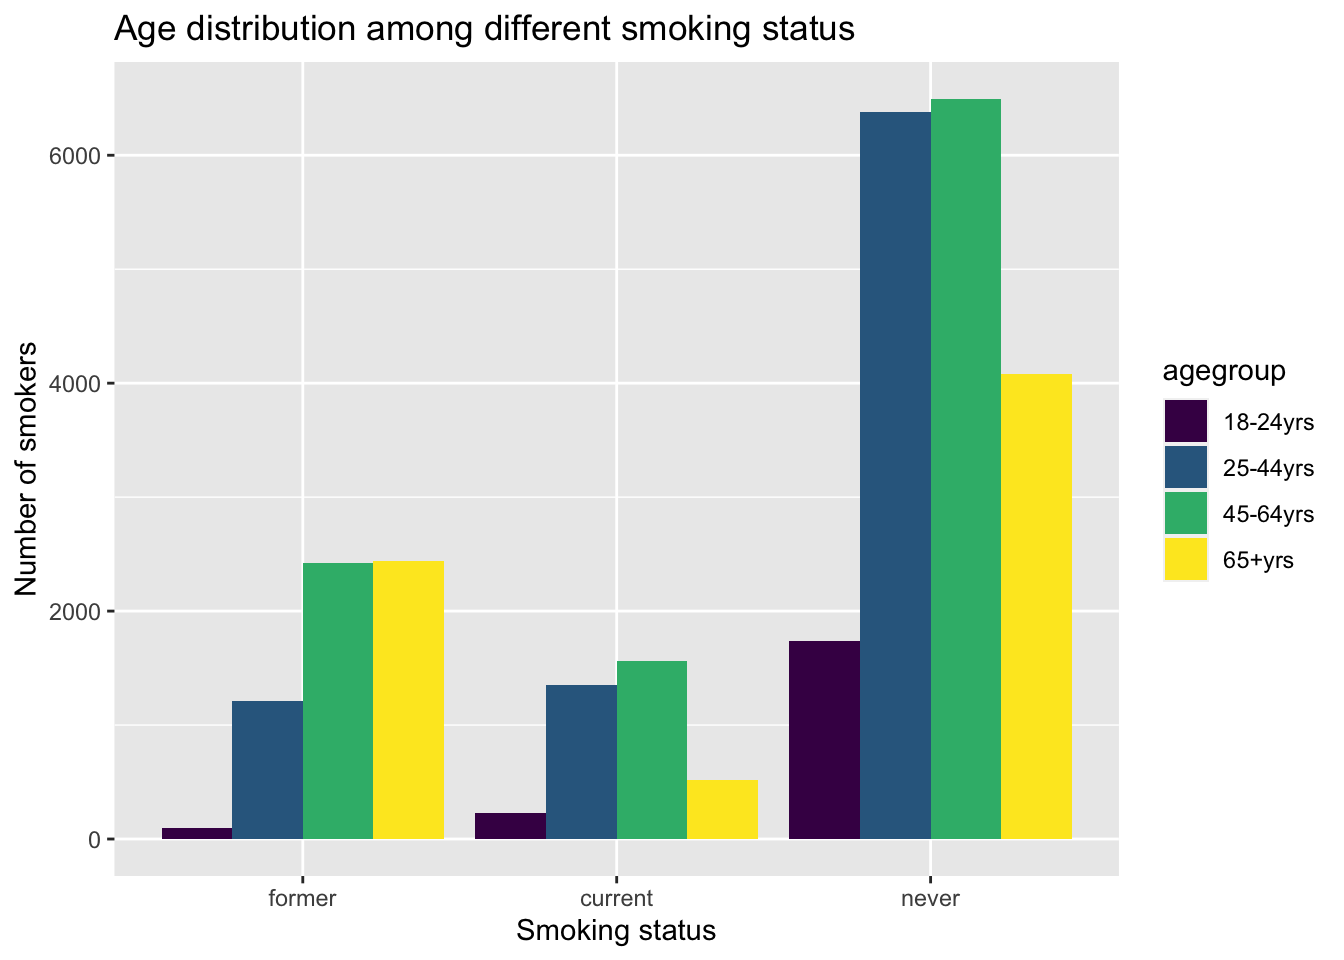 Age distribution among different smoking status
Number of smokers
6000
4000
2000
0
former
current
never
Smoking status
agegroup
18-24yrs
25-44yrs
45-64yrs
65+yrs